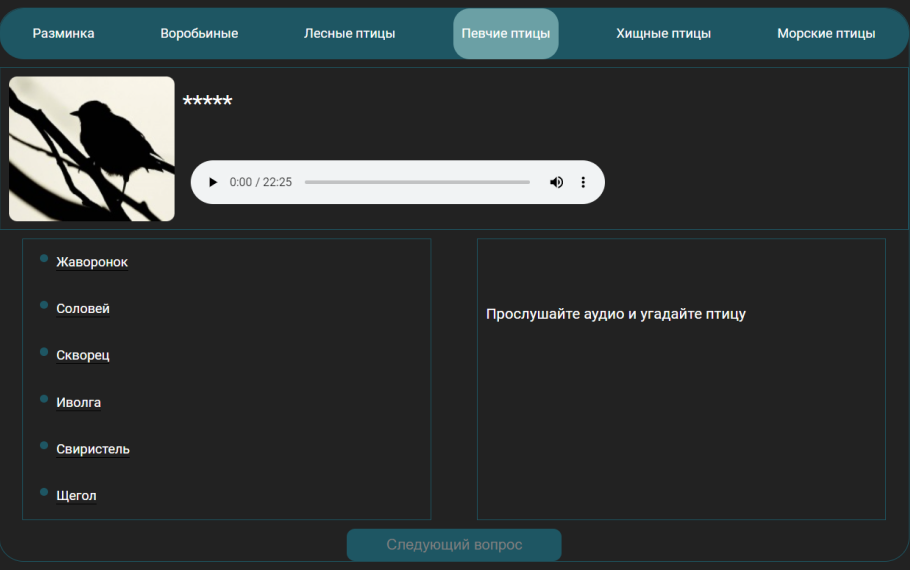 Разминка Воробьиные Лесные птицы Певчие птицы Хищные птицы Морские птицы
*****
0:00 / 22:25
Жаворонок
Соловей
Скворец
Иволга
Свиристель
Щегол
Прослушайте аудио и угадайте птицу
Следующий вопрос